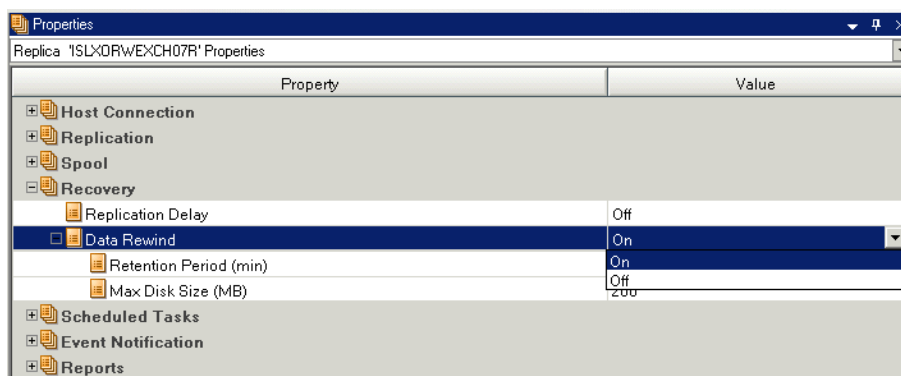 Properties
Replica 'ISLXORWEXCH07R' Properties
Property Value
Host Connection
Replication
Spool
Recovery
Replication Delay Off
Data Rewind On
Retention Period (min) On
Off
Max Disk Size (MB) 200
Scheduled Tasks
Event Notification
Reports